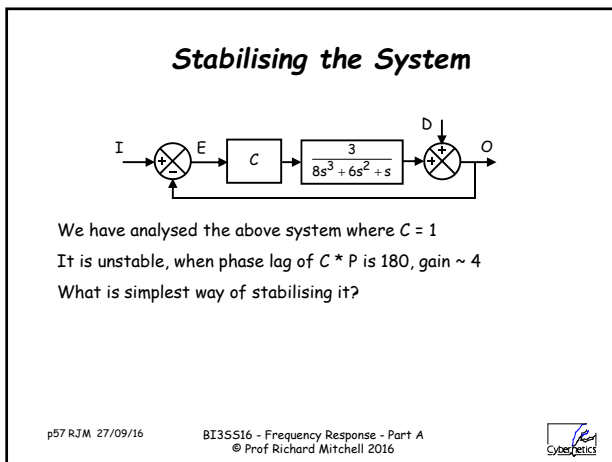 Stabilising the System
D
I E C 3 O
8s³ + 6s² + s
+ − + +
We have analysed the above system where C = 1
It is unstable, when phase lag of C * P is 180, gain ~ 4
What is simplest way of stabilising it?
p57 RJM 27/09/16
BI3SS16 - Frequency Response - Part A
© Prof Richard Mitchell 2016
Cybernetics